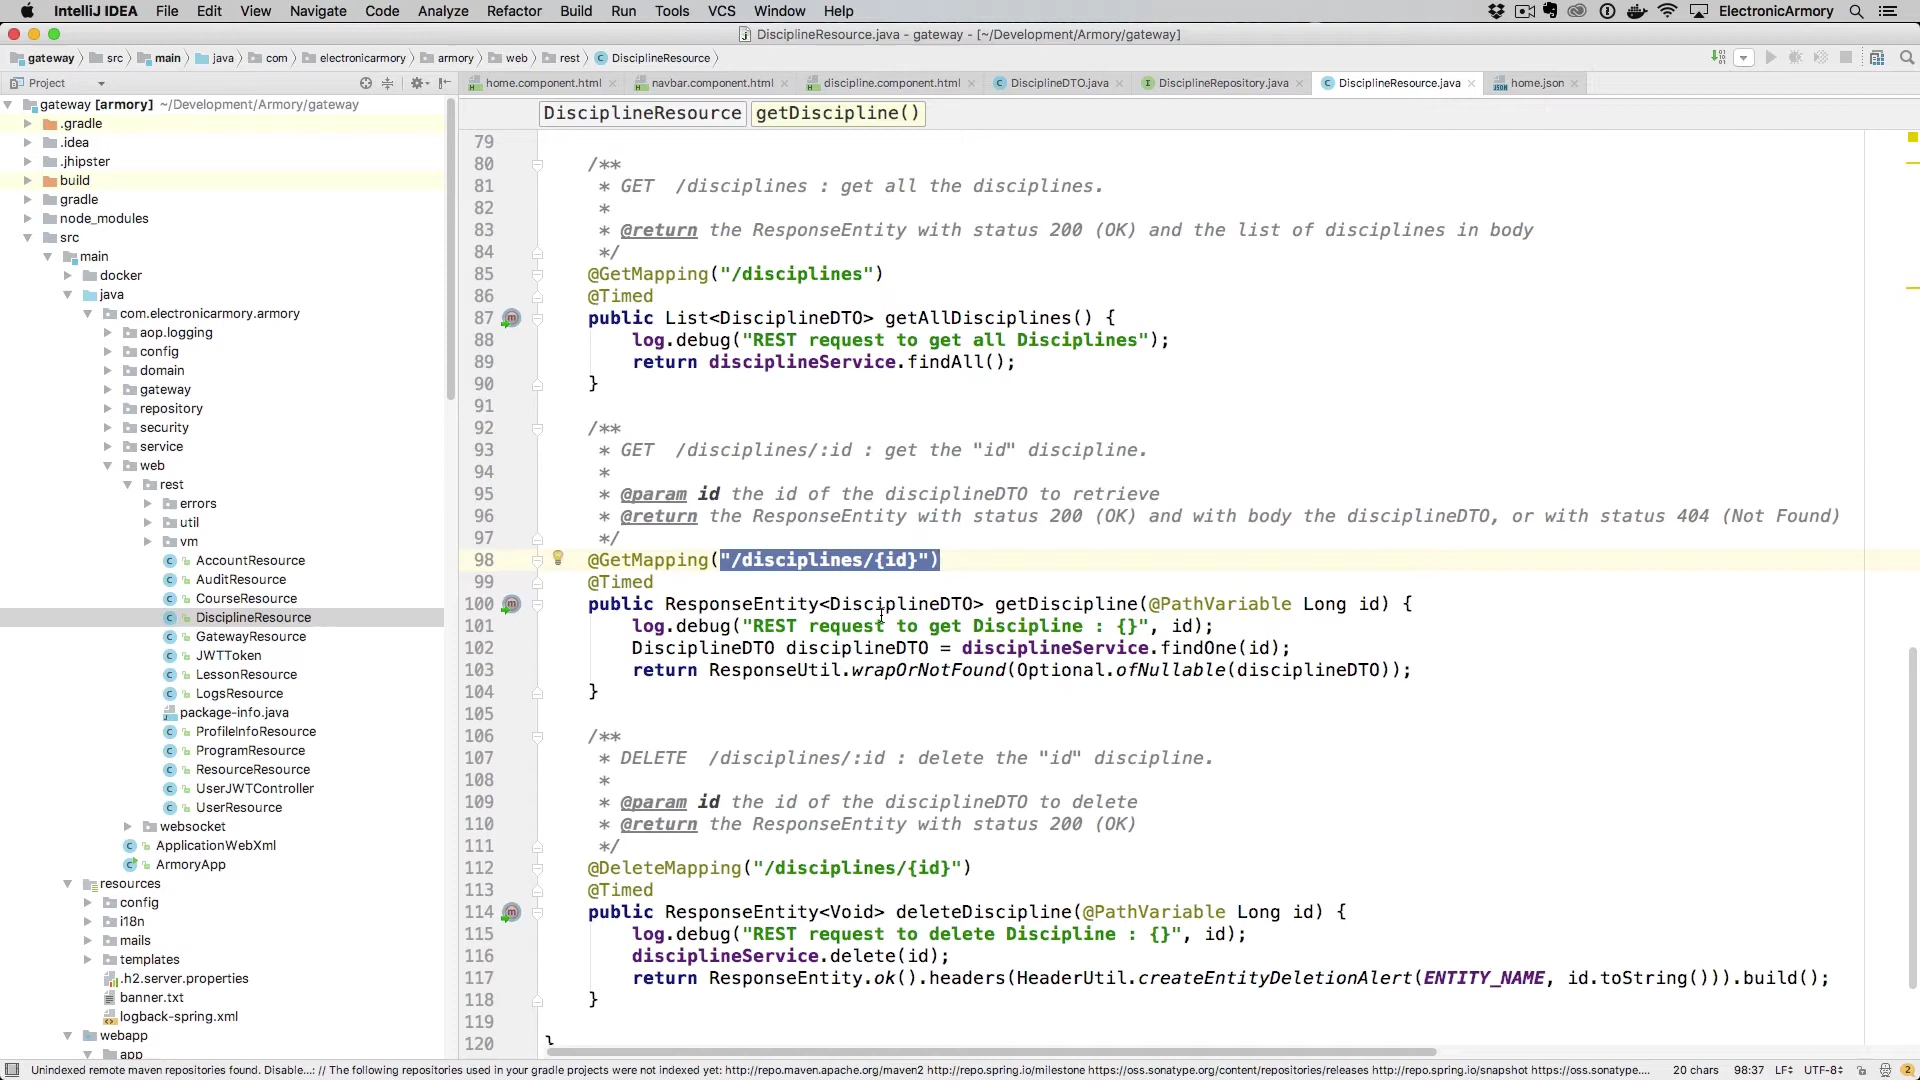 IntelliJ IDEA File Edit View Navigate Code Analyze Refactor Build Run Tools VCS Window Help ElectronicArmory
DisciplineResource.java - gateway - [~/Development/Armory/gateway]
gateway src main java com electronicarmory armory web rest DisciplineResource
Project home.component.html navbar.component.html discipline.component.html DisciplineDTO.java DisciplineRepository.java DisciplineResource.java home.json
DisciplineResource getDiscipline()
gateway [armory] ~/Development/Armory/gateway
.gradle
.idea
.jhipster
build
gradle
node_modules
src
main
docker
java
com.electronicarmory.armory
aop.logging
config
domain
gateway
repository
security
service
web
rest
errors
util
vm
AccountResource
AuditResource
CourseResource
DisciplineResource
GatewayResource
JWTToken
LessonResource
LogsResource
package-info.java
ProfileInfoResource
ProgramResource
ResourceResource
UserJWTController
UserResource
websocket
ApplicationWebXml
ArmoryApp
resources
config
i18n
mails
templates
.h2.server.properties
banner.txt
logback-spring.xml
webapp
app
79
80 /**
81 * GET /disciplines : get all the disciplines.
82 *
83 * @return the ResponseEntity with status 200 (OK) and the list of disciplines in body
84 */
85 @GetMapping("/disciplines")
86 @Timed
87 public List<DisciplineDTO> getAllDisciplines() {
88 log.debug("REST request to get all Disciplines");
89 return disciplineService.findAll();
90 }
91
92 /**
93 * GET /disciplines/:id : get the "id" discipline.
94 *
95 * @param id the id of the disciplineDTO to retrieve
96 * @return the ResponseEntity with status 200 (OK) and with body the disciplineDTO, or with status 404 (Not Found)
97 */
98 @GetMapping("/disciplines/{id}")
99 @Timed
100 public ResponseEntity<DisciplineDTO> getDiscipline(@PathVariable Long id) {
101 log.debug("REST request to get Discipline : {}", id);
102 DisciplineDTO disciplineDTO = disciplineService.findOne(id);
103 return ResponseUtil.wrapOrNotFound(Optional.ofNullable(disciplineDTO));
104 }
105
106 /**
107 * DELETE /disciplines/:id : delete the "id" discipline.
108 *
109 * @param id the id of the disciplineDTO to delete
110 * @return the ResponseEntity with status 200 (OK)
111 */
112 @DeleteMapping("/disciplines/{id}")
113 @Timed
114 public ResponseEntity<Void> deleteDiscipline(@PathVariable Long id) {
115 log.debug("REST request to delete Discipline : {}", id);
116 disciplineService.delete(id);
117 return ResponseEntity.ok().headers(HeaderUtil.createEntityDeletionAlert(ENTITY_NAME, id.toString())).build();
118 }
119
120 }
Unindexed remote maven repositories found. Disable...: // The following repositories used in your gradle projects were not indexed yet: http://repo.maven.apache.org/maven2 http://repo.spring.io/milestone https://oss.sonatype.org/content/repositories/releases http://repo.spring.io/snapshot https://oss.sonatype.... 20 chars 98:37 LF UTF-8 2